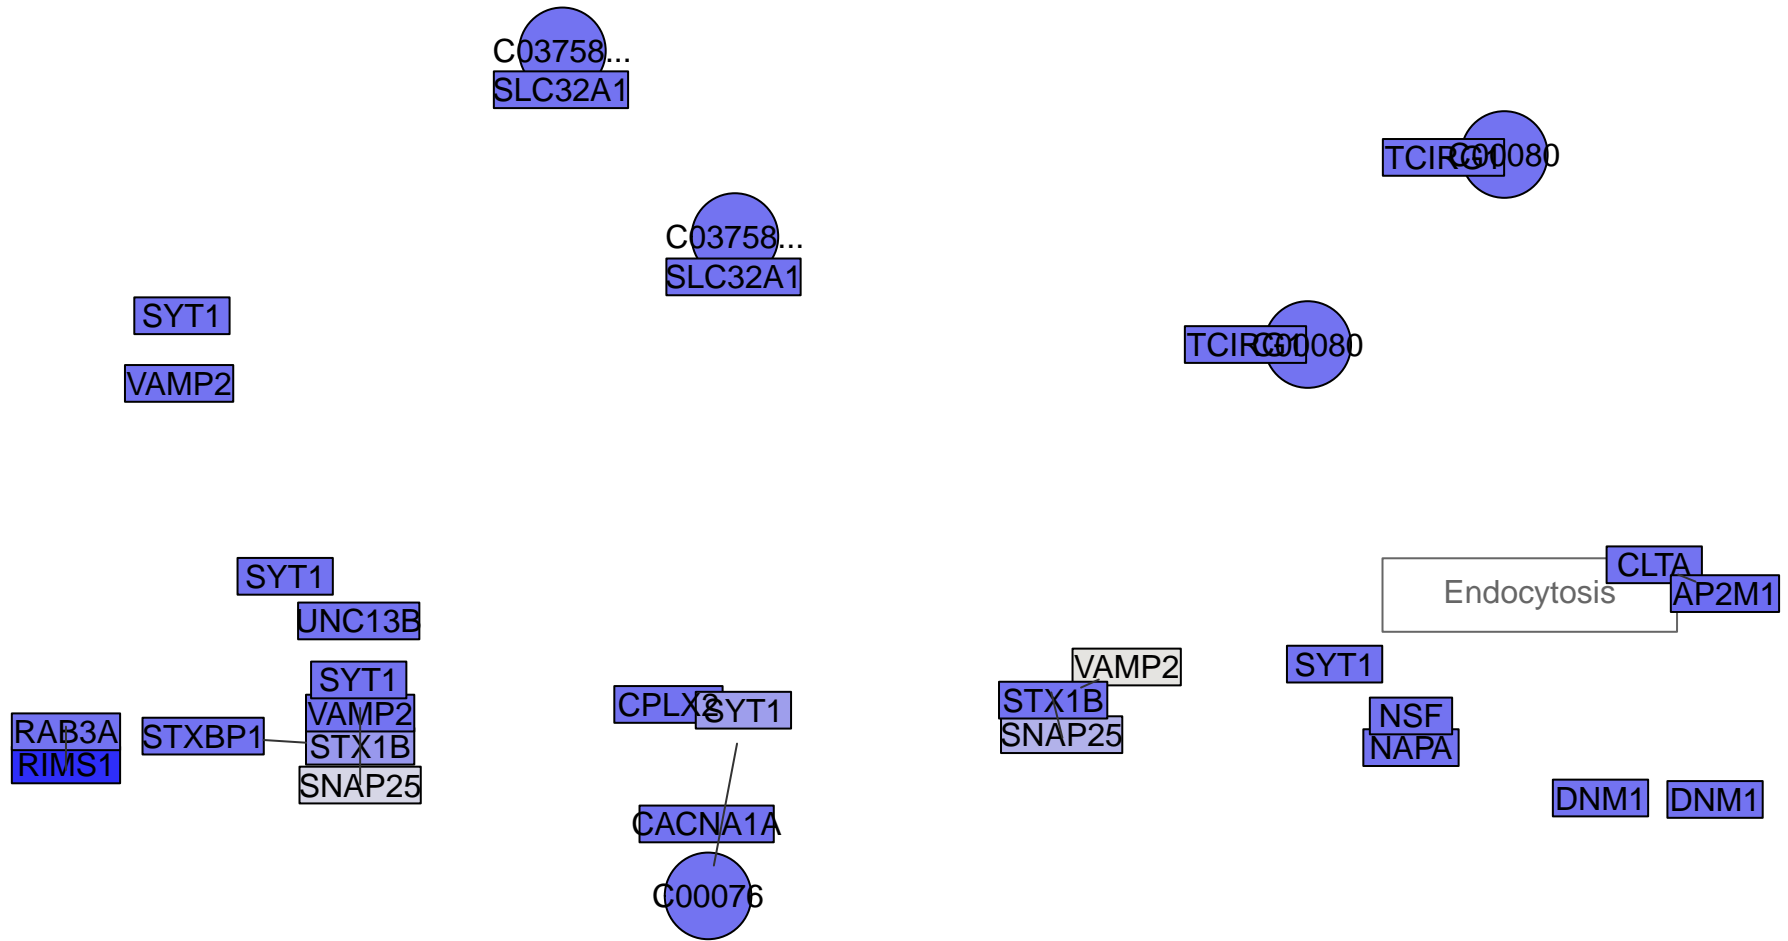 C03758...
SLC32A1
TCIRG1
C00080
C03758...
SLC32A1
SYT1
TCIRG1
C00080
VAMP2
CLTA
SYT1
Endocytosis
AP2M1
UNC13B
SYT1
VAMP2
SYT1
STX1B
CPLX2
SYT1
VAMP2
NSF
RAB3A
STXBP1
STX1B
SNAP25
NAPA
RIMS1
SNAP25
DNM1
DNM1
CACNA1A
C00076